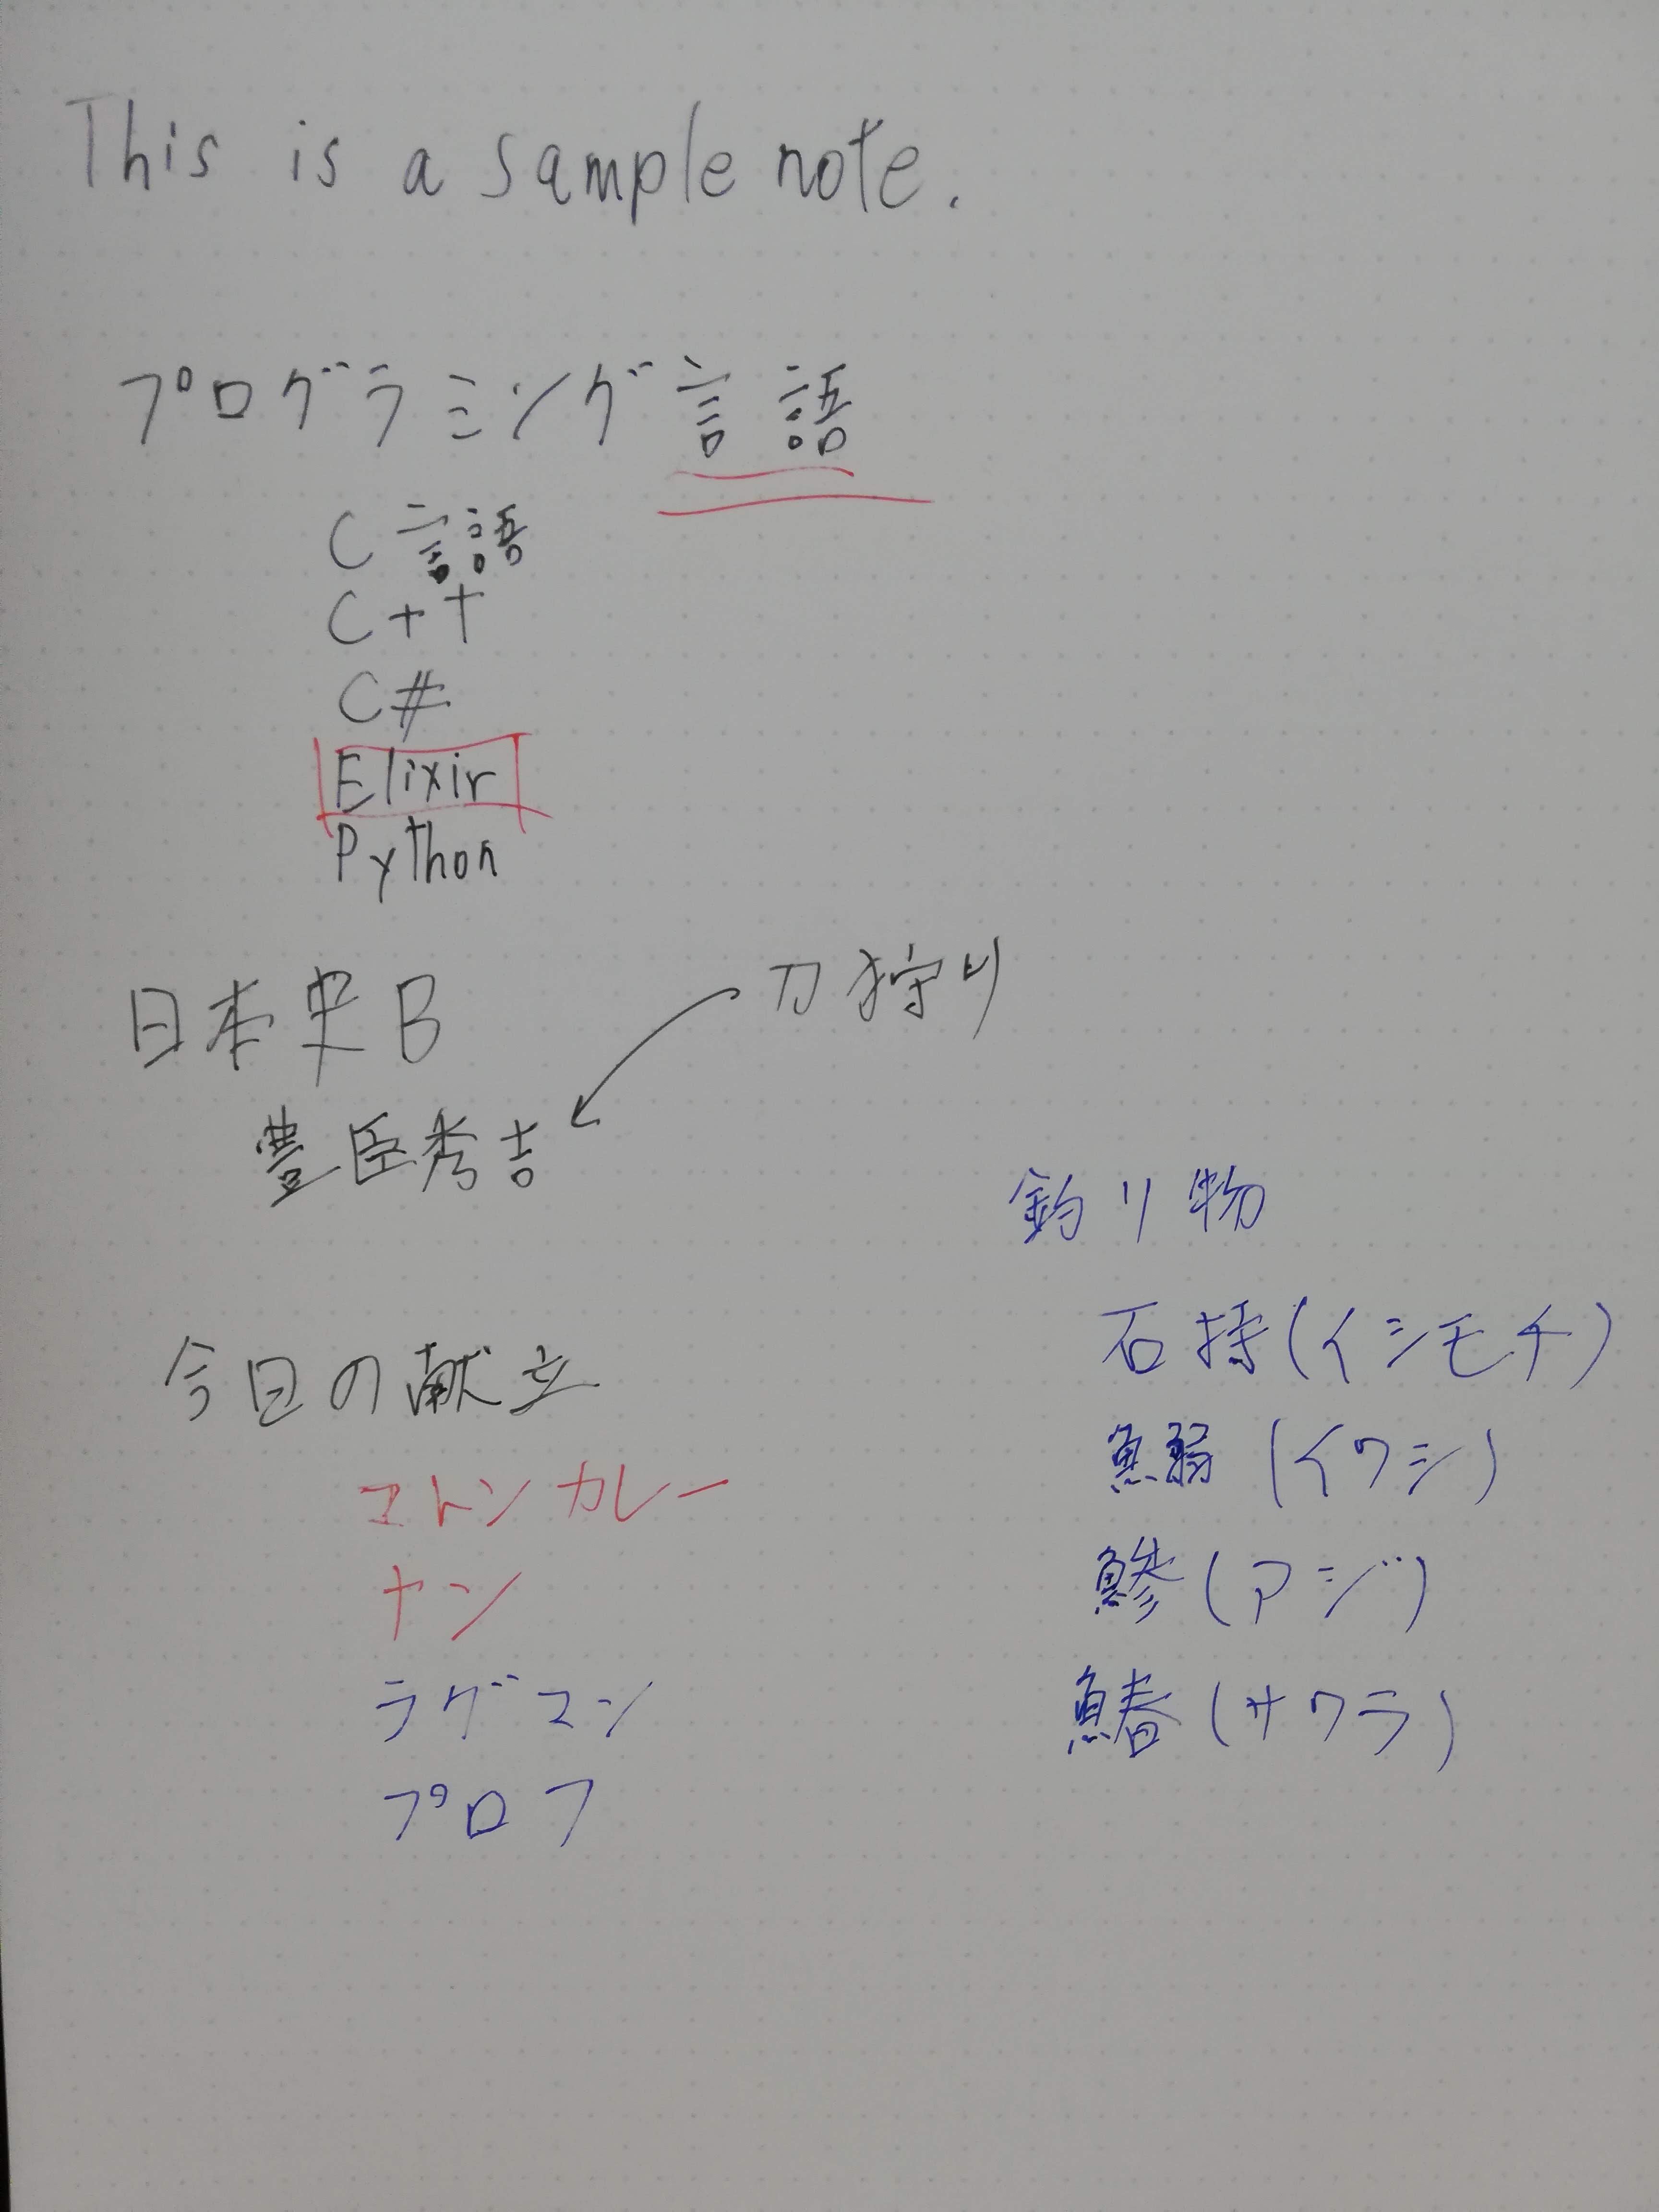 This is a sample note.
プログラミング言語
C言語
C++
C#
Elixir
Python
日本史B
刀狩り
豊臣秀吉
釣り物
石持(イシモチ)
鰯(イワシ)
鯵(アジ)
鰆(サワラ)
今日の献立
マトンカレー
ナン
ラグマン
プロフ